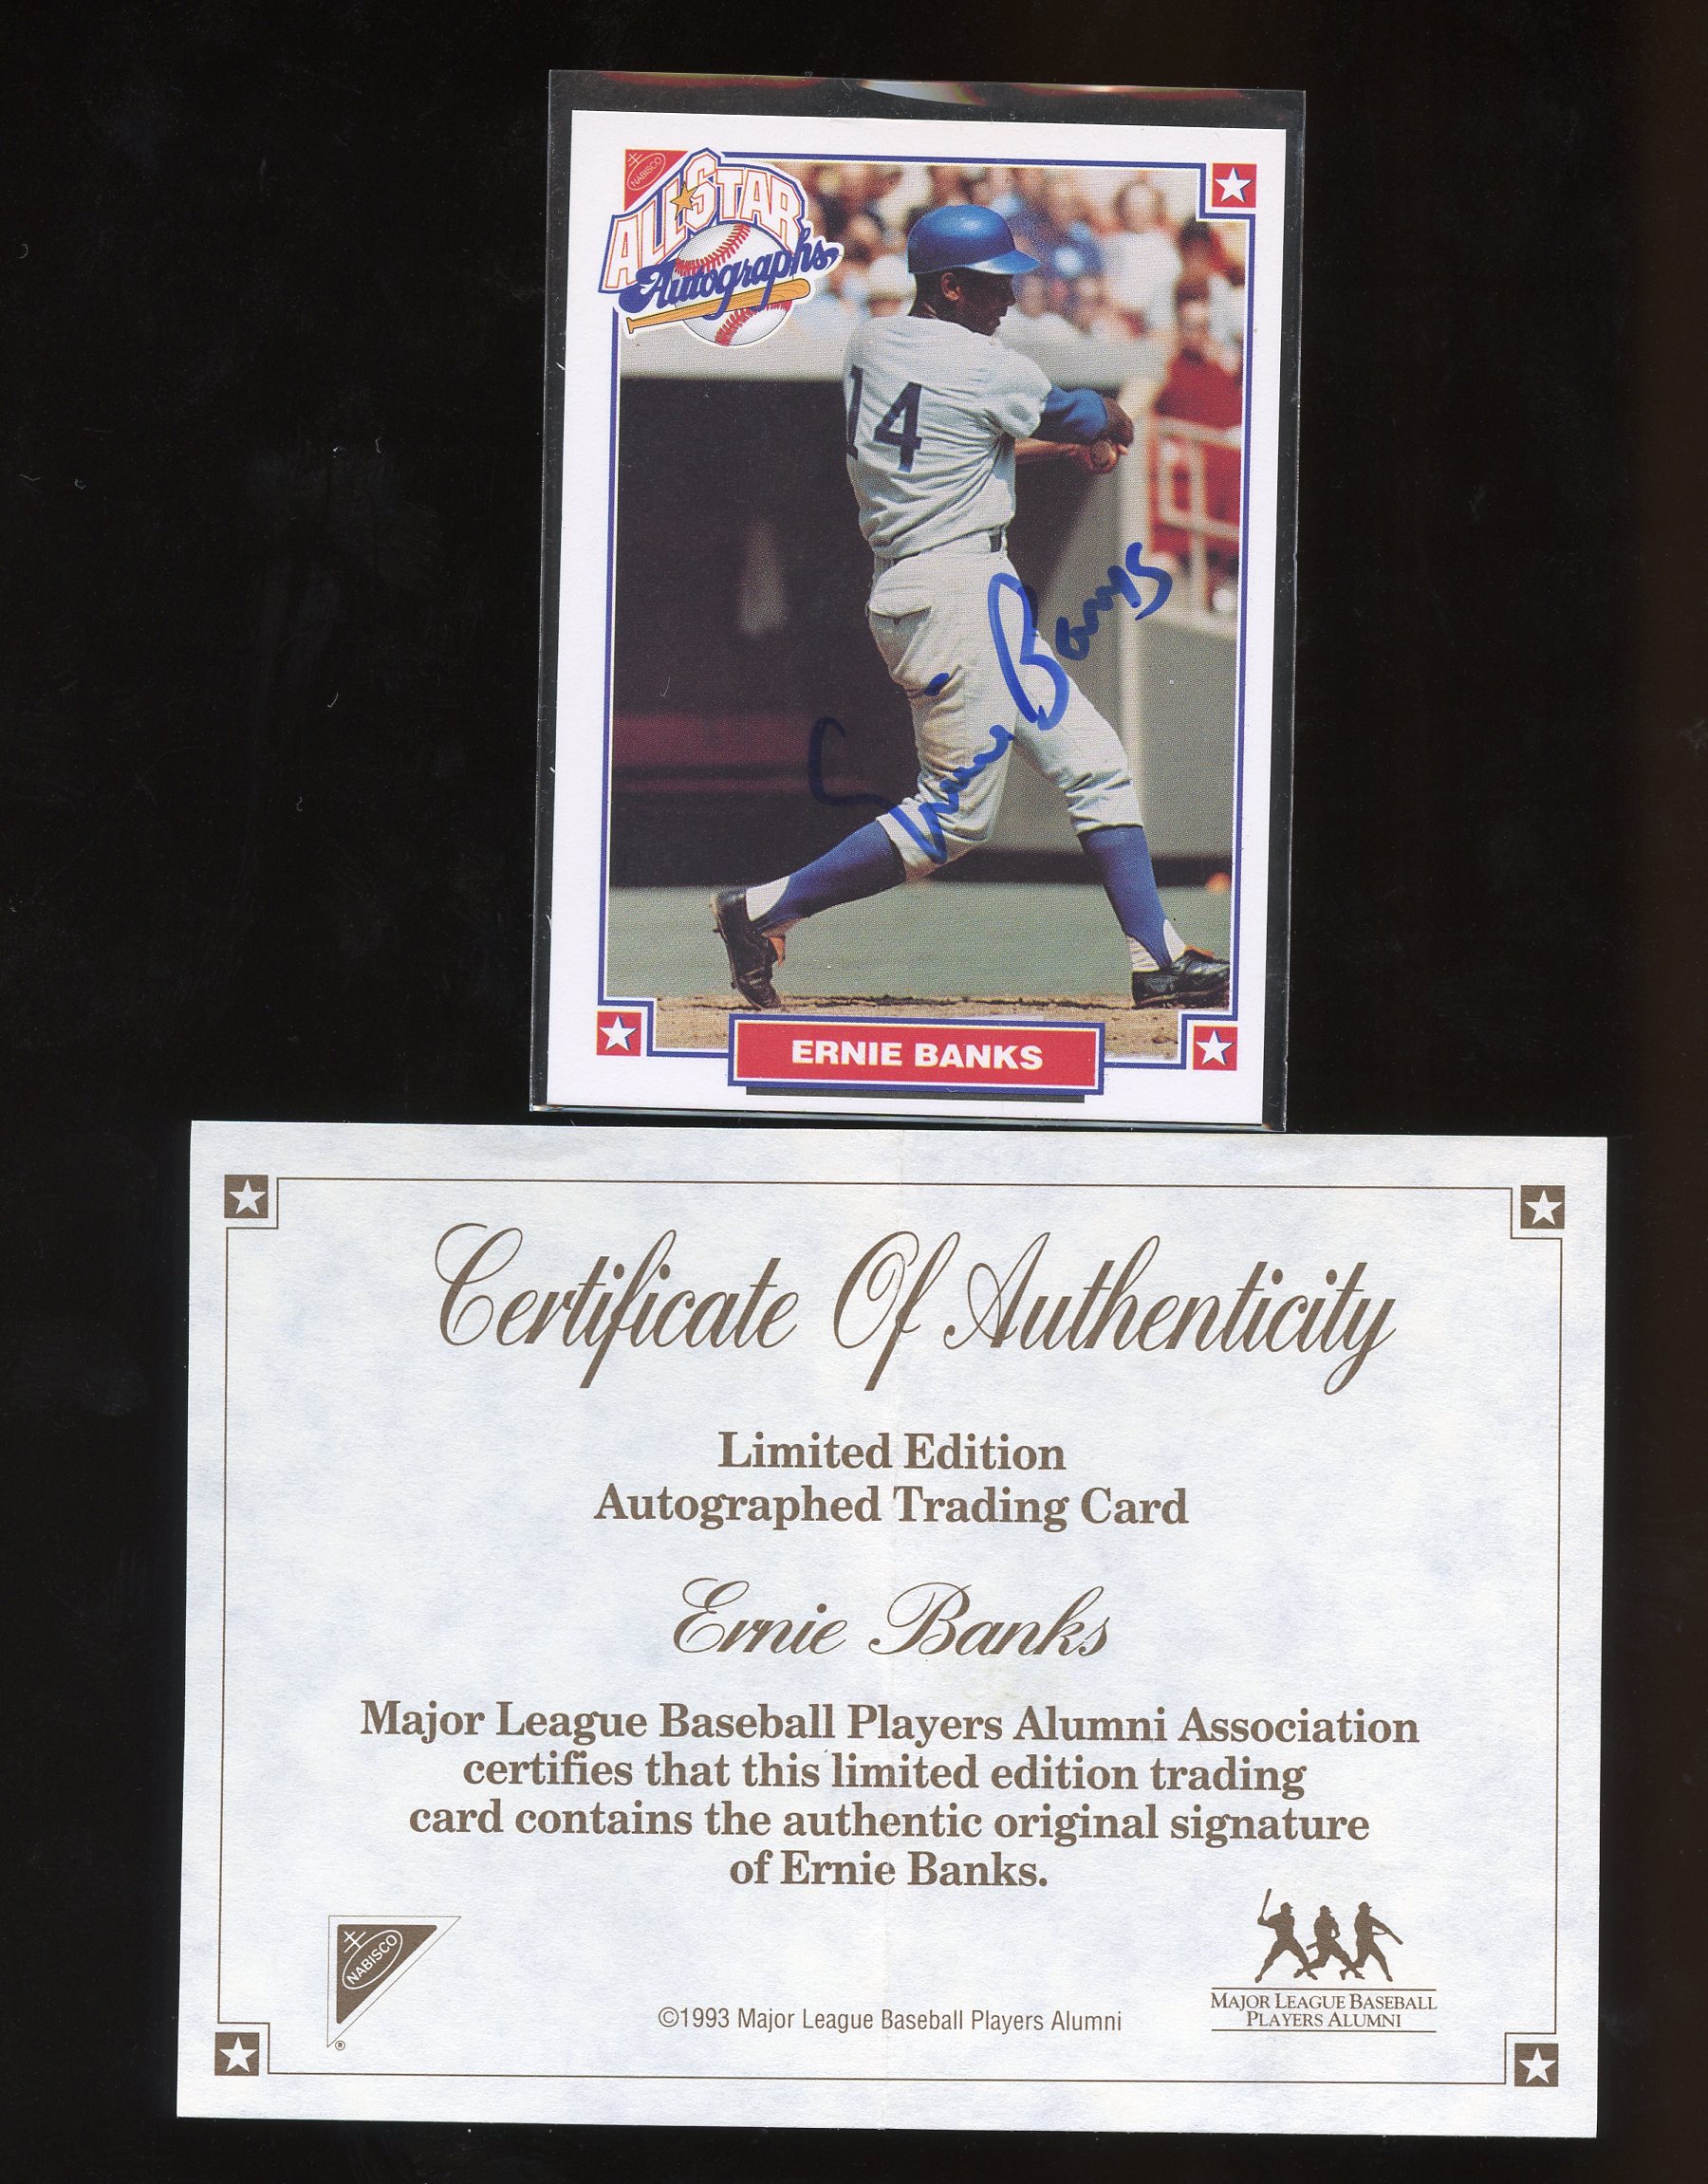 NABISCO
ALL STAR
Autographs
14
Ernie Banks
ERNIE BANKS
Certificate Of Authenticity
Limited Edition
Autographed Trading Card
Ernie Banks
Major League Baseball Players Alumni Association
certifies that this limited edition trading
card contains the authentic original signature
of Ernie Banks.
NABISCO
®
©1993 Major League Baseball Players Alumni
MAJOR LEAGUE BASEBALL
PLAYERS ALUMNI